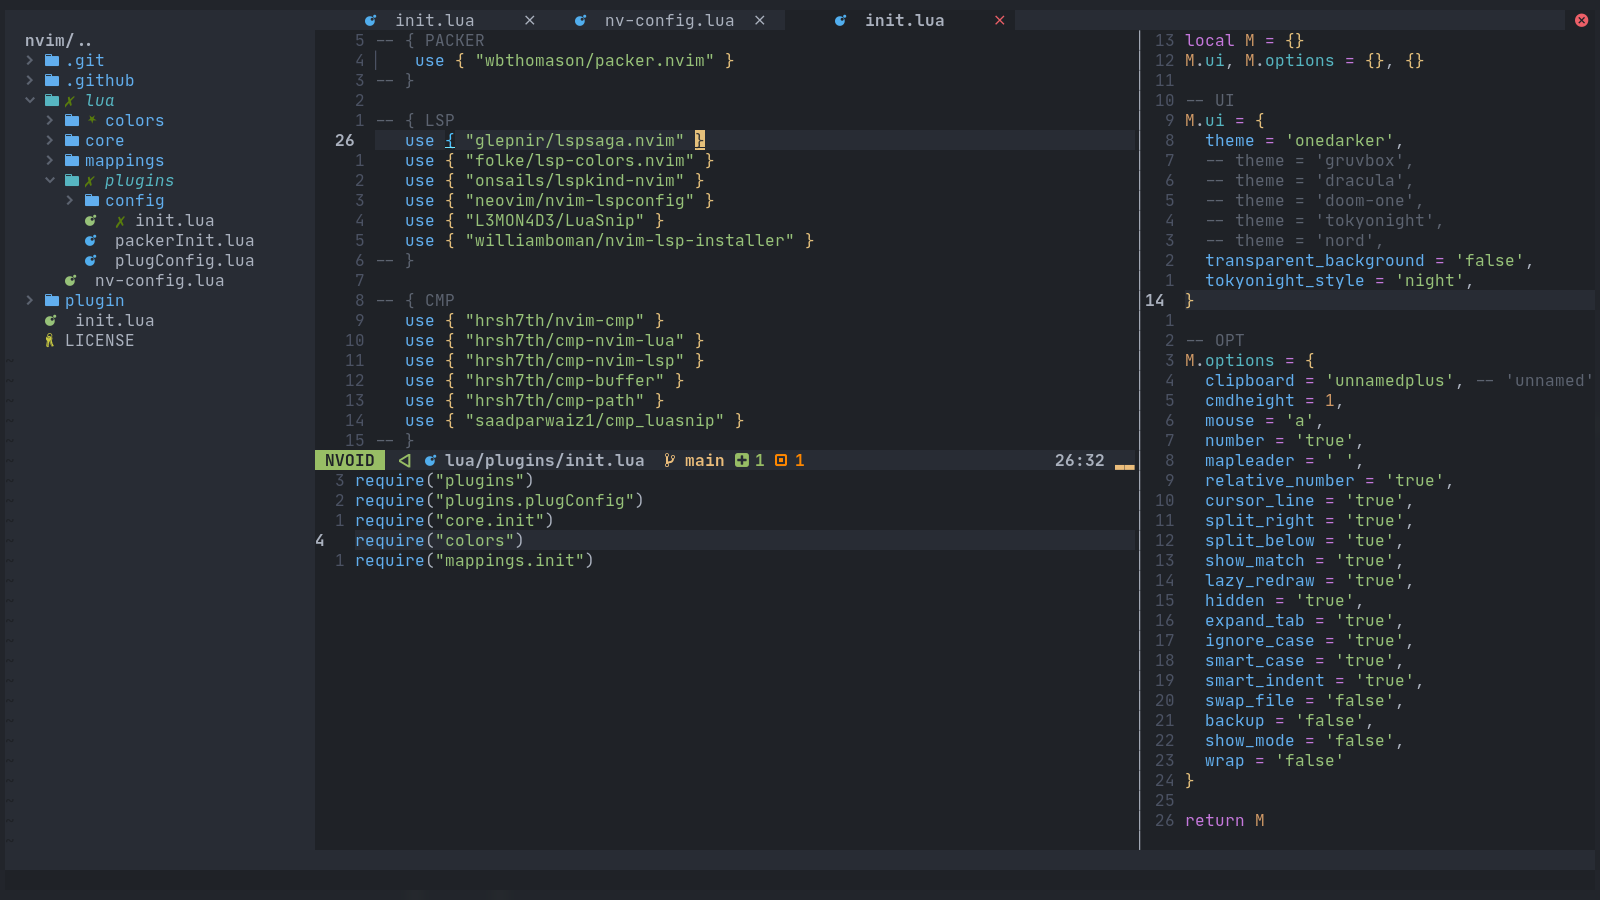 init.lua ×
nv-config.lua ×
init.lua ×
nvim/..
.git
.github
✗ lua
* colors
core
mappings
✗ plugins
config
✗ init.lua
packerInit.lua
plugConfig.lua
nv-config.lua
plugin
init.lua
LICENSE
5 -- { PACKER
4 use { "wbthomason/packer.nvim" }
3 -- }
2
1 -- { LSP
26 use { "glepnir/lspsaga.nvim" }
1 use { "folke/lsp-colors.nvim" }
2 use { "onsails/lspkind-nvim" }
3 use { "neovim/nvim-lspconfig" }
4 use { "L3MON4D3/LuaSnip" }
5 use { "williamboman/nvim-lsp-installer" }
6 -- }
7
8 -- { CMP
9 use { "hrsh7th/nvim-cmp" }
10 use { "hrsh7th/cmp-nvim-lua" }
11 use { "hrsh7th/cmp-nvim-lsp" }
12 use { "hrsh7th/cmp-buffer" }
13 use { "hrsh7th/cmp-path" }
14 use { "saadparwaiz1/cmp_luasnip" }
15 -- }
NVOID lua/plugins/init.lua main 1 1 26:32
3 require("plugins")
2 require("plugins.plugConfig")
1 require("core.init")
4 require("colors")
1 require("mappings.init")
13 local M = {}
12 M.ui, M.options = {}, {}
11
10 -- UI
9 M.ui = {
8 theme = 'onedarker',
7 -- theme = 'gruvbox',
6 -- theme = 'dracula',
5 -- theme = 'doom-one',
4 -- theme = 'tokyonight',
3 -- theme = 'nord',
2 transparent_background = 'false',
1 tokyonight_style = 'night',
14 }
1
2 -- OPT
3 M.options = {
4 clipboard = 'unnamedplus', -- 'unnamed'
5 cmdheight = 1,
6 mouse = 'a',
7 number = 'true',
8 mapleader = ' ',
9 relative_number = 'true',
10 cursor_line = 'true',
11 split_right = 'true',
12 split_below = 'tue',
13 show_match = 'true',
14 lazy_redraw = 'true',
15 hidden = 'true',
16 expand_tab = 'true',
17 ignore_case = 'true',
18 smart_case = 'true',
19 smart_indent = 'true',
20 swap_file = 'false',
21 backup = 'false',
22 show_mode = 'false',
23 wrap = 'false'
24 }
25
26 return M